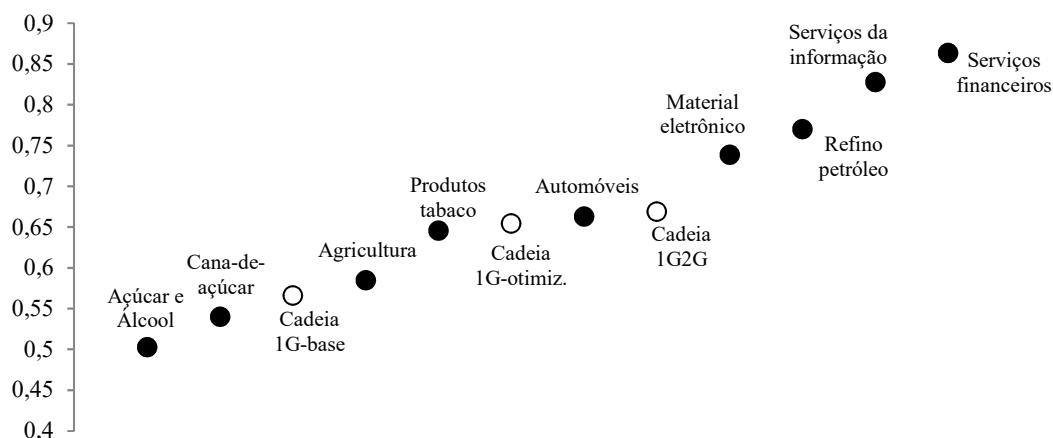 0,9
0,85
0,8
0,75
0,7
0,65
0,6
0,55
0,5
0,45
0,4
Açúcar e
Álcool
Cana-de-
açúcar
Cadeia
1G-base
Agricultura
Produtos
tabaco
Cadeia
1G-otimiz.
Automóveis
Cadeia
1G2G
Material
eletrônico
Refino
petróleo
Serviços da
informação
Serviços
financeiros